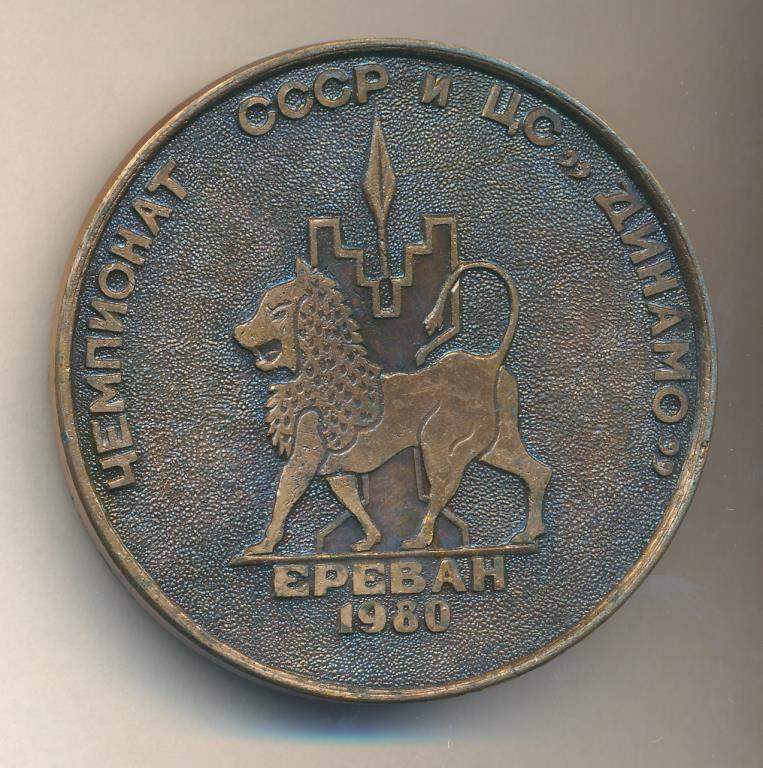 ЧЕМПИОНАТ СССР И ЦС „ ДИНАМО ”
ЕРЕВАН
1980